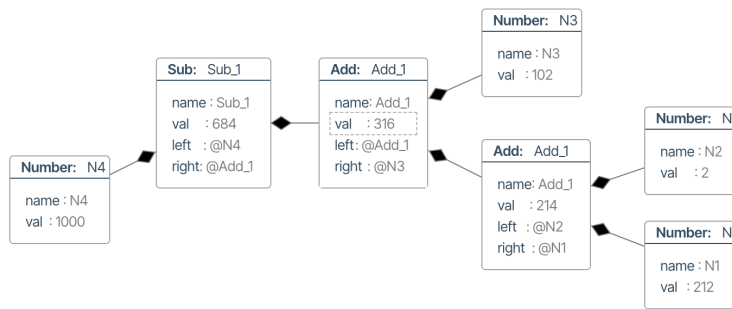 Number: N3
name : N3
val : 102
Sub: Sub_1
name : Sub_1
val : 684
left : @N4
right: @Add_1
Add: Add_1
name: Add_1
val : 316
left: @Add_1
right : @N3
Number: N
name : N2
val : 2
Add: Add_1
name: Add_1
val : 214
left : @N2
right : @N1
Number: N4
name : N4
val : 1000
Number: N
name : N1
val : 212